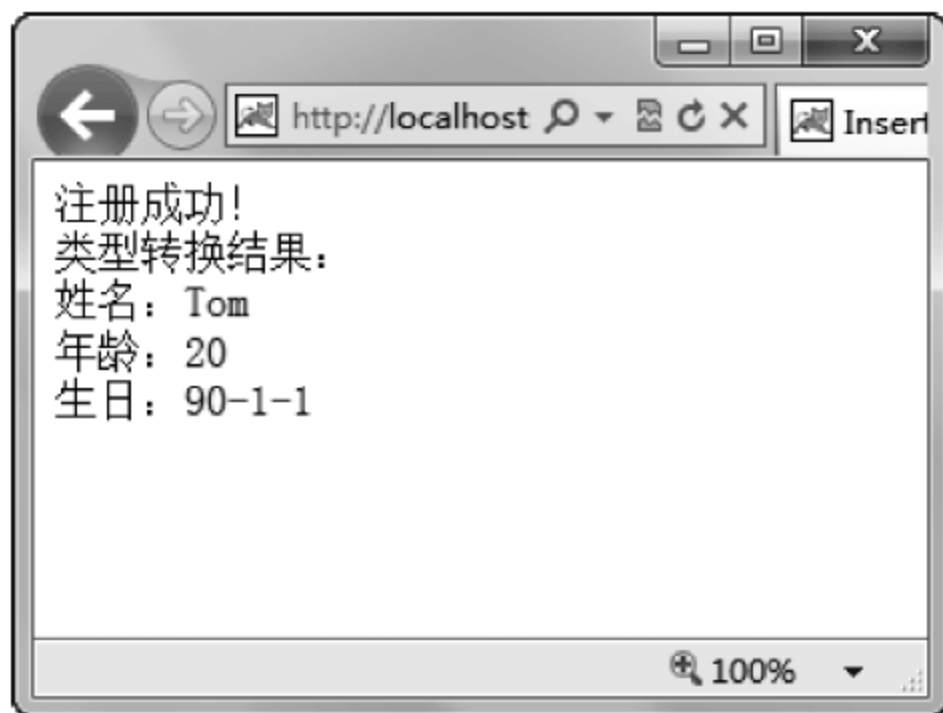 http://localhost
Insert
注册成功!
类型转换结果：
姓名：Tom
年龄：20
生日：90-1-1
100%